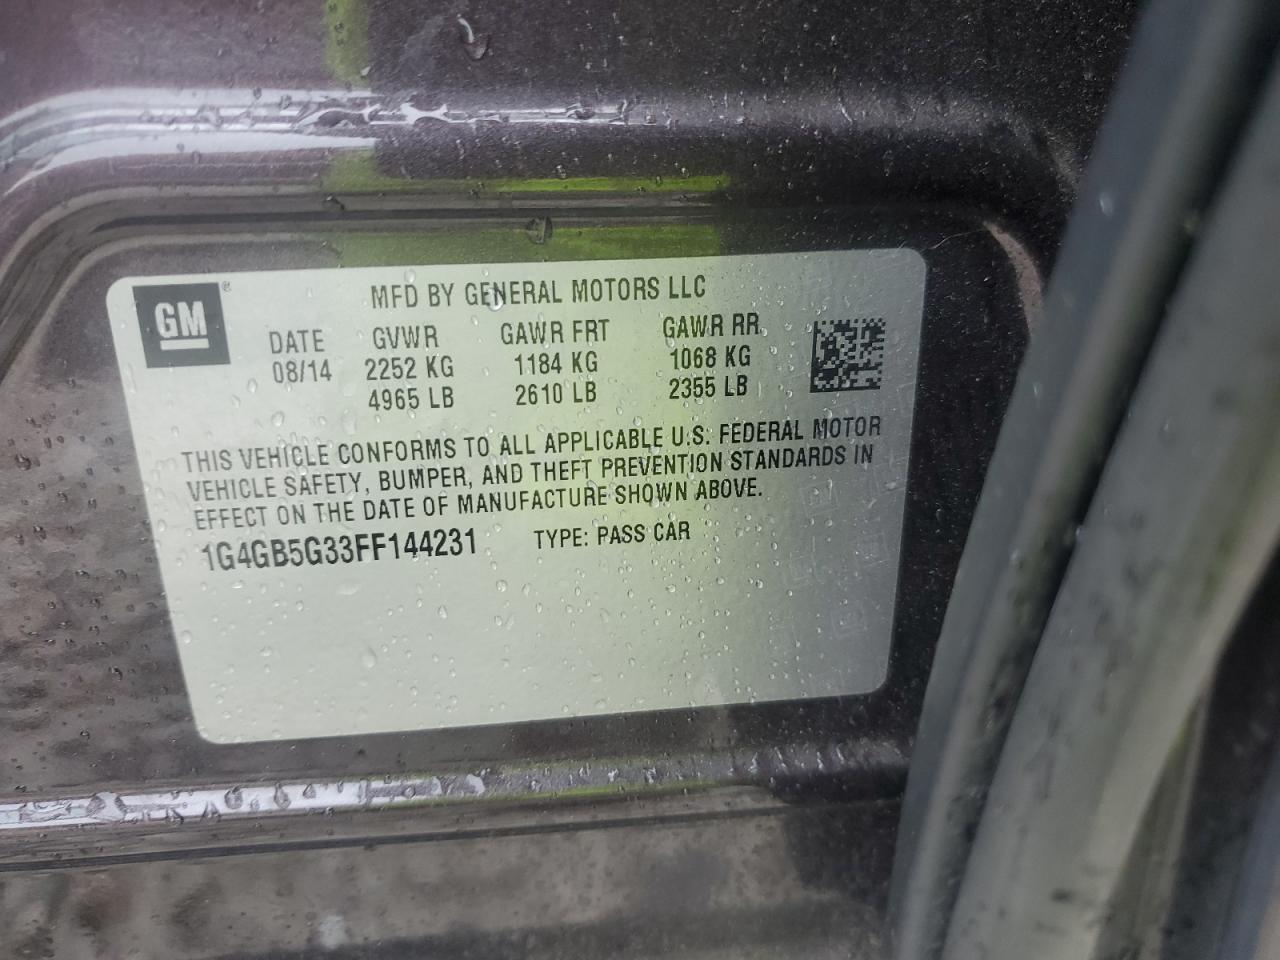 GM®
MFD BY GENERAL MOTORS LLC
DATE GVWR GAWR FRT GAWR RR
08/14 2252 KG 1184 KG 1068 KG
4965 LB 2610 LB 2355 LB
THIS VEHICLE CONFORMS TO ALL APPLICABLE U.S. FEDERAL MOTOR
VEHICLE SAFETY, BUMPER, AND THEFT PREVENTION STANDARDS IN
EFFECT ON THE DATE OF MANUFACTURE SHOWN ABOVE.
1G4GB5G33FF144231 TYPE: PASS CAR